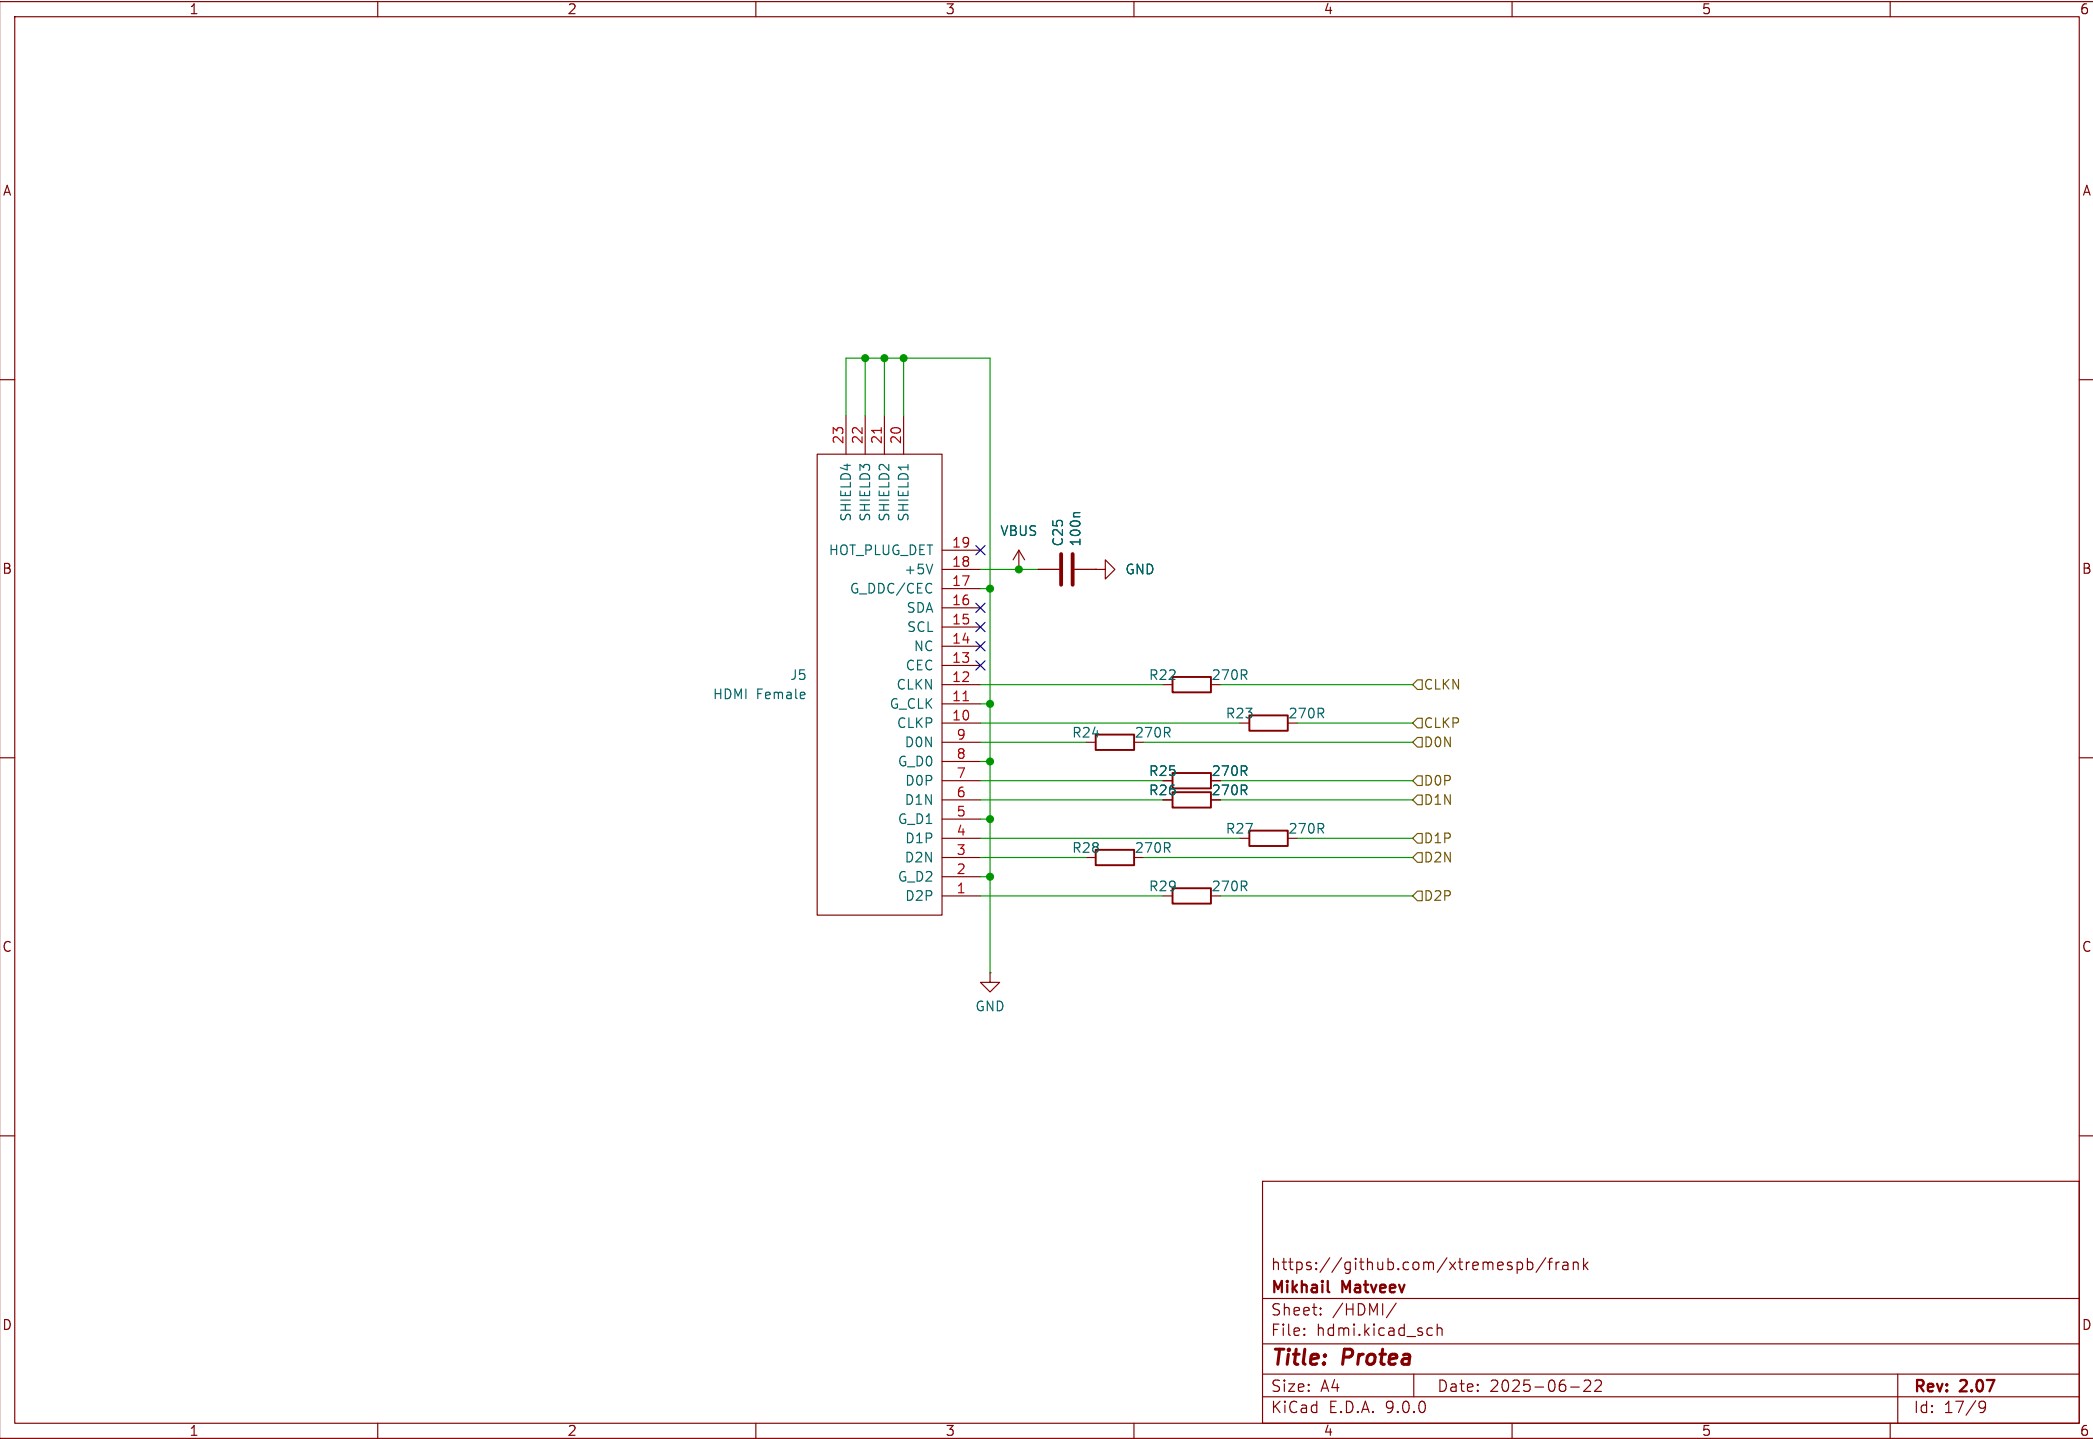 1 2 3 4 5 6
A A
23 22 21 20
SHIELD4 SHIELD3 SHIELD2 SHIELD1
VBUS C25 100n
HOT_PLUG_DET 19
B +5V 18 GND B
G_DDC/CEC 17
SDA 16
SCL 15
NC 14
CEC 13
J5
HDMI Female
CLKN 12 R22 270R CLKN
G_CLK 11
CLKP 10 R23 270R CLKP
D0N 9 R24 270R D0N
G_D0 8
D0P 7 R25 270R D0P
D1N 6 R26 270R D1N
G_D1 5
D1P 4 R27 270R D1P
D2N 3 R28 270R D2N
G_D2 2
D2P 1 R29 270R D2P
C C
GND
https://github.com/xtremespb/frank
Mikhail Matveev
Sheet: /HDMI/
File: hdmi.kicad_sch
D D
Title: Protea
Size: A4 Date: 2025-06-22 Rev: 2.07
KiCad E.D.A. 9.0.0 Id: 17/9
1 2 3 4 5 6